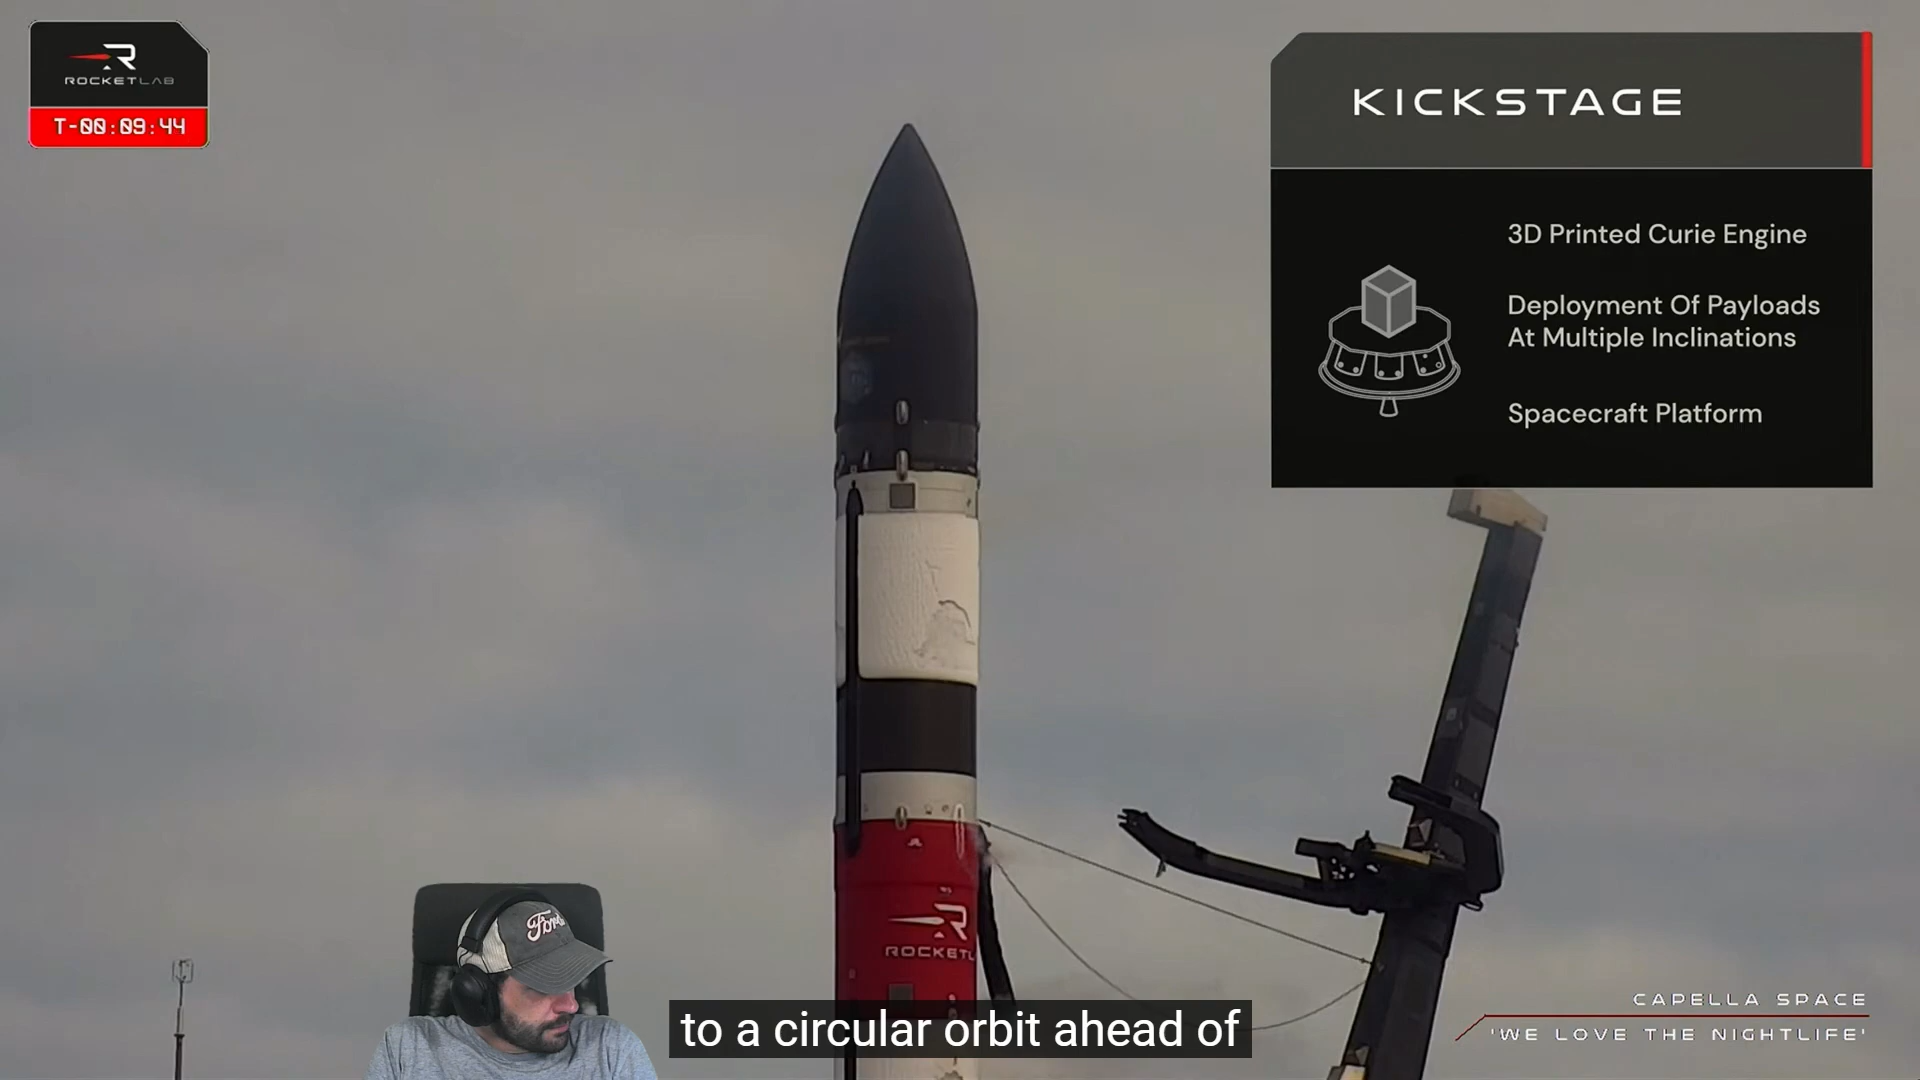 ROCKETLAB
T-00:09:44
KICKSTAGE
3D Printed Curie Engine
Deployment Of Payloads
At Multiple Inclinations
Spacecraft Platform
Ford
ROCKETL
to a circular orbit ahead of
CAPELLA SPACE
'WE LOVE THE NIGHTLIFE'